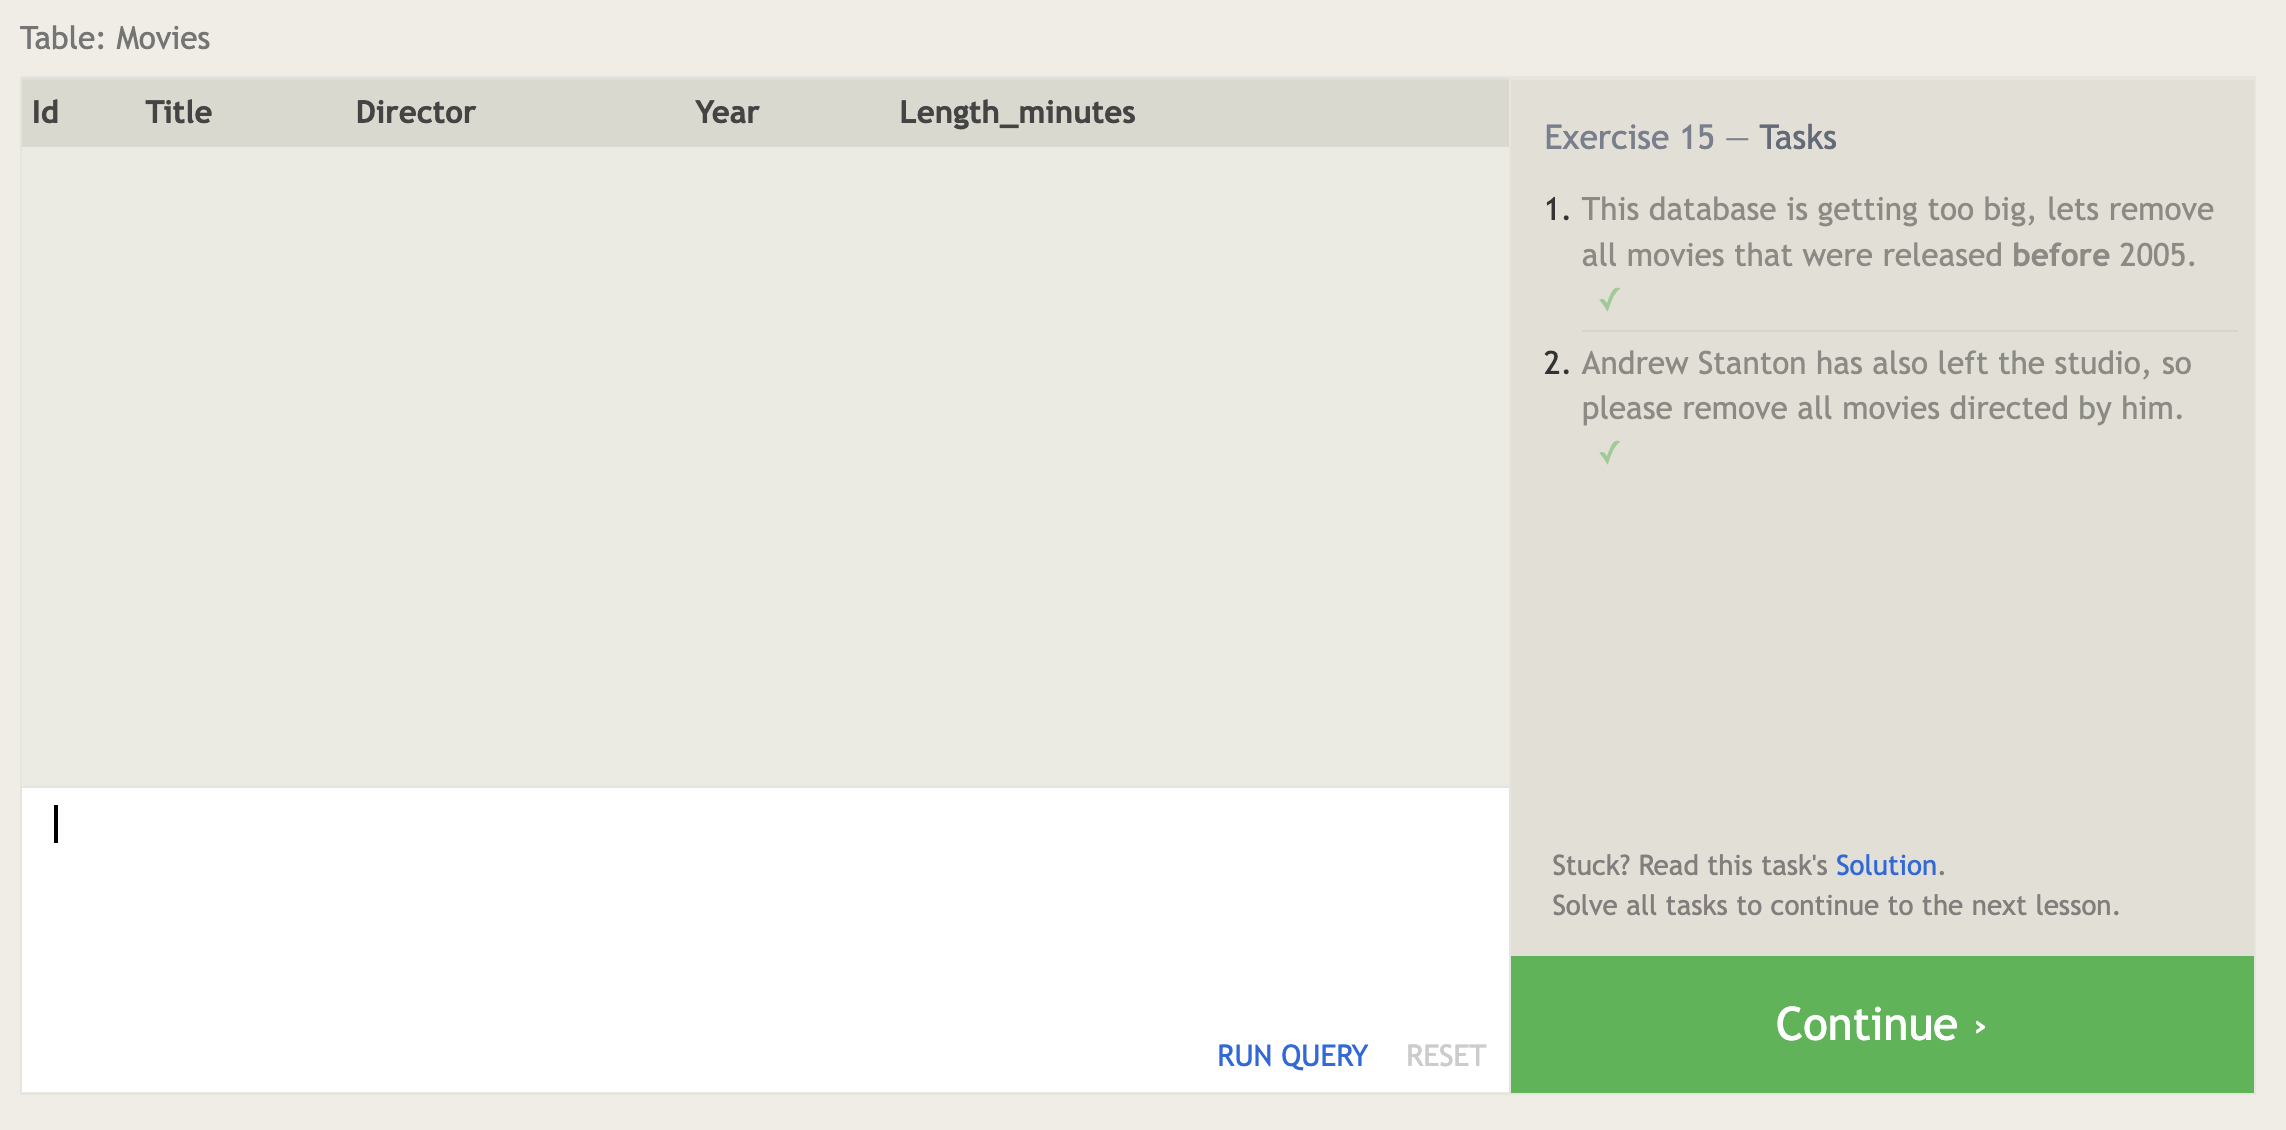 Table: Movies
Id Title Director Year Length_minutes
Exercise 15 — Tasks
1. This database is getting too big, lets remove
all movies that were released before 2005.
✓
2. Andrew Stanton has also left the studio, so
please remove all movies directed by him.
✓
Stuck? Read this task's Solution.
Solve all tasks to continue to the next lesson.
RUN QUERY RESET
Continue ›